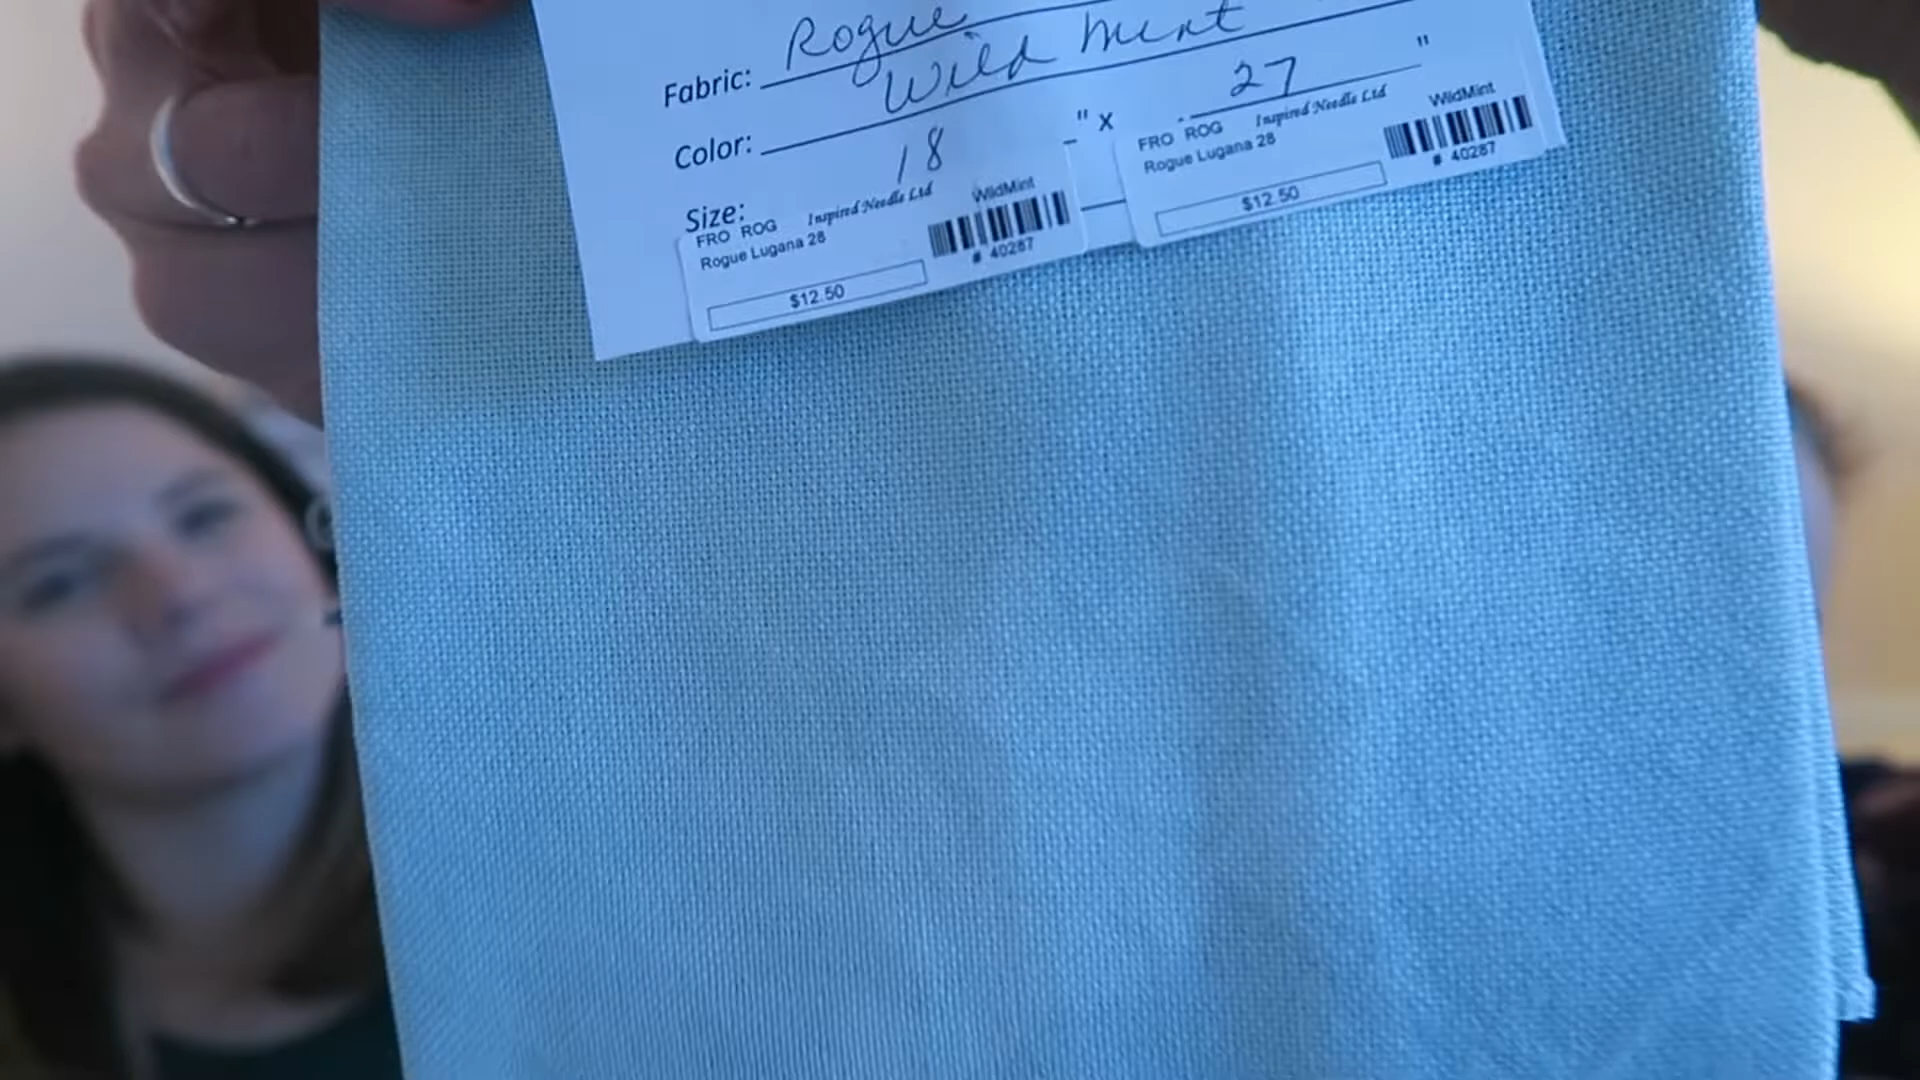 Fabric: Rogue
Color: Wild Mint
Size: 18 " x 27 "
FRO ROG Inspired Needle Ltd WildMint
Rogue Lugana 28
# 40287
$12.50
FRO ROG Inspired Needle Ltd WildMint
Rogue Lugana 28
# 40287
$12.50